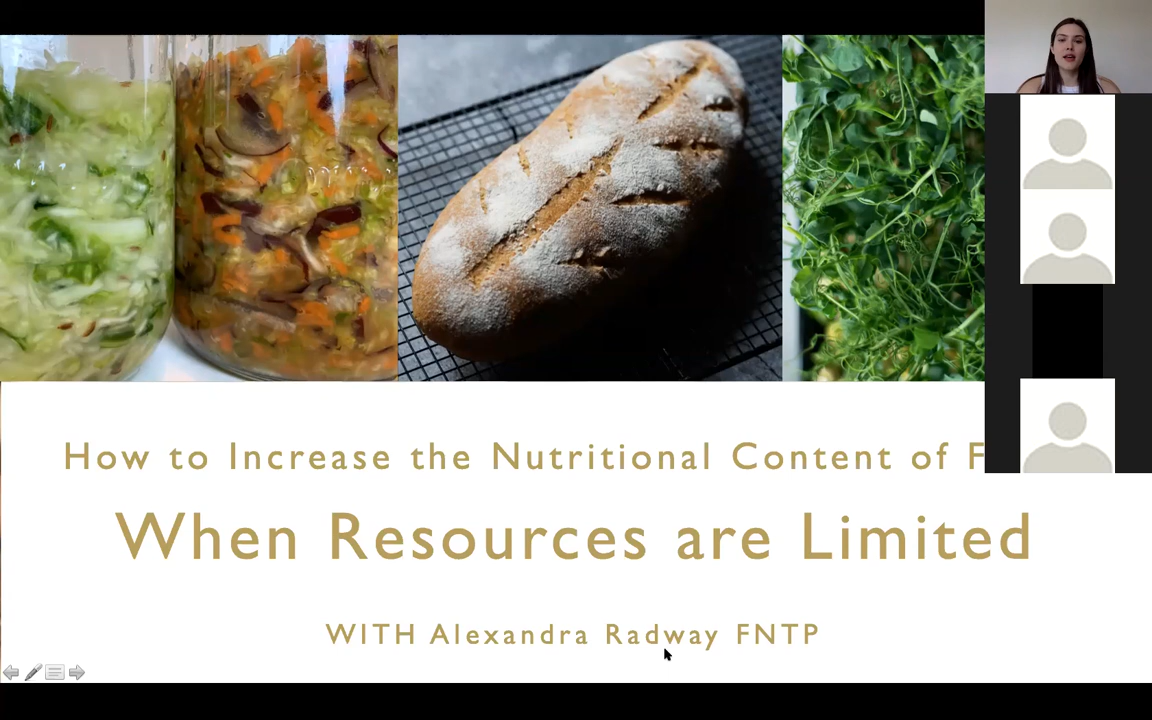 How to Increase the Nutritional Content of F
When Resources are Limited
WITH Alexandra Radway FNTP